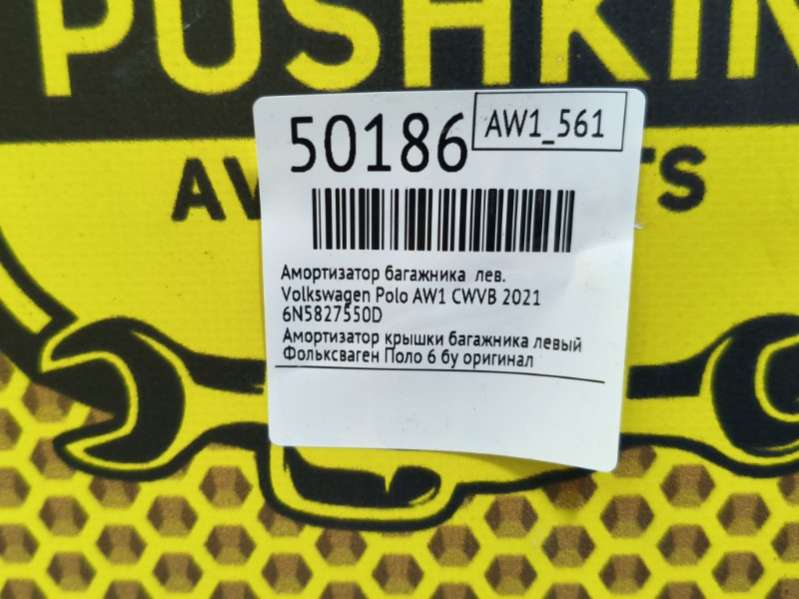 PUSHKIN
50186
AW1_561
AV
TS
Амортизатор багажника лев.
Volkswagen Polo AW1 CWVB 2021
6N5827550D
Амортизатор крышки багажника левый
Фольксваген Поло 6 бу оригинал